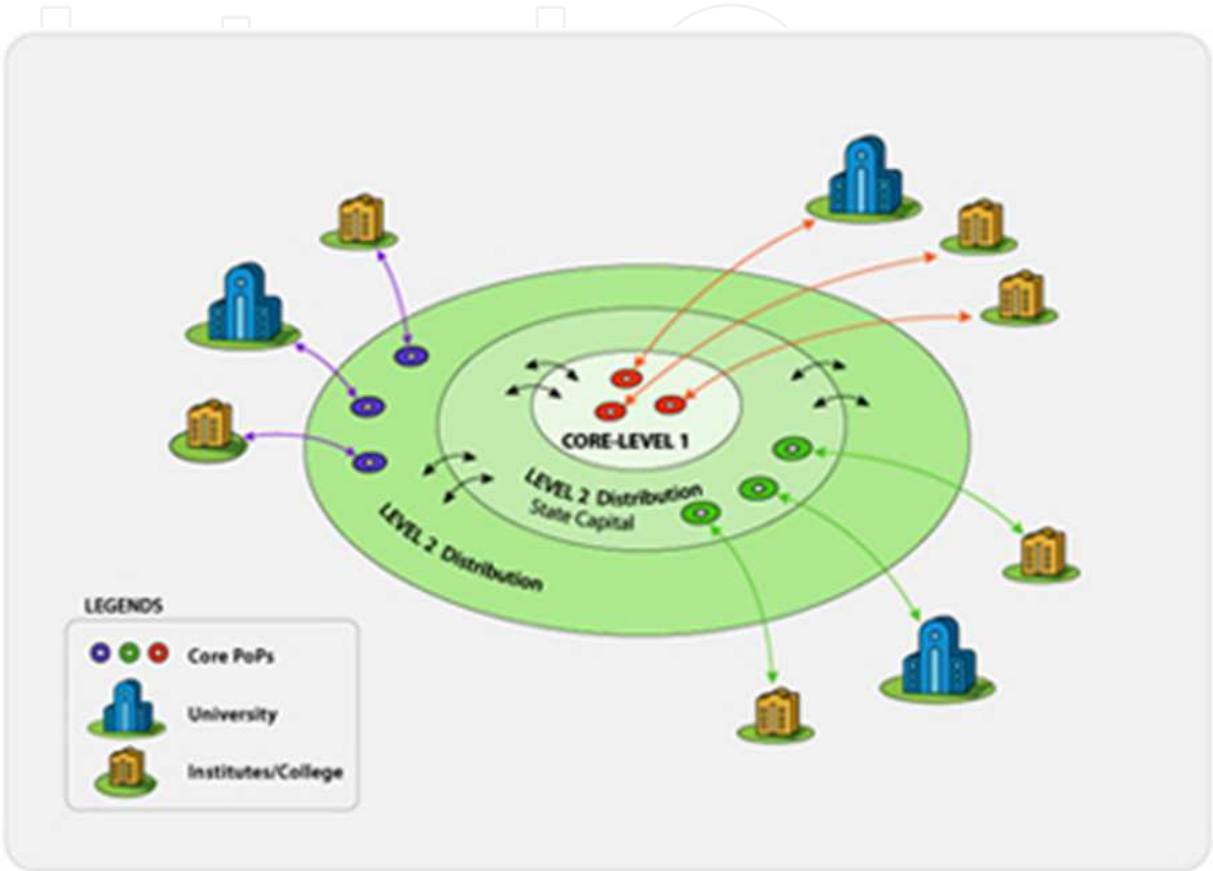 CORE-LEVEL 1
LEVEL 2 Distribution
State Capital
LEVEL 2 Distribution
LEGENDS
Core PoPs
University
Institutes/College